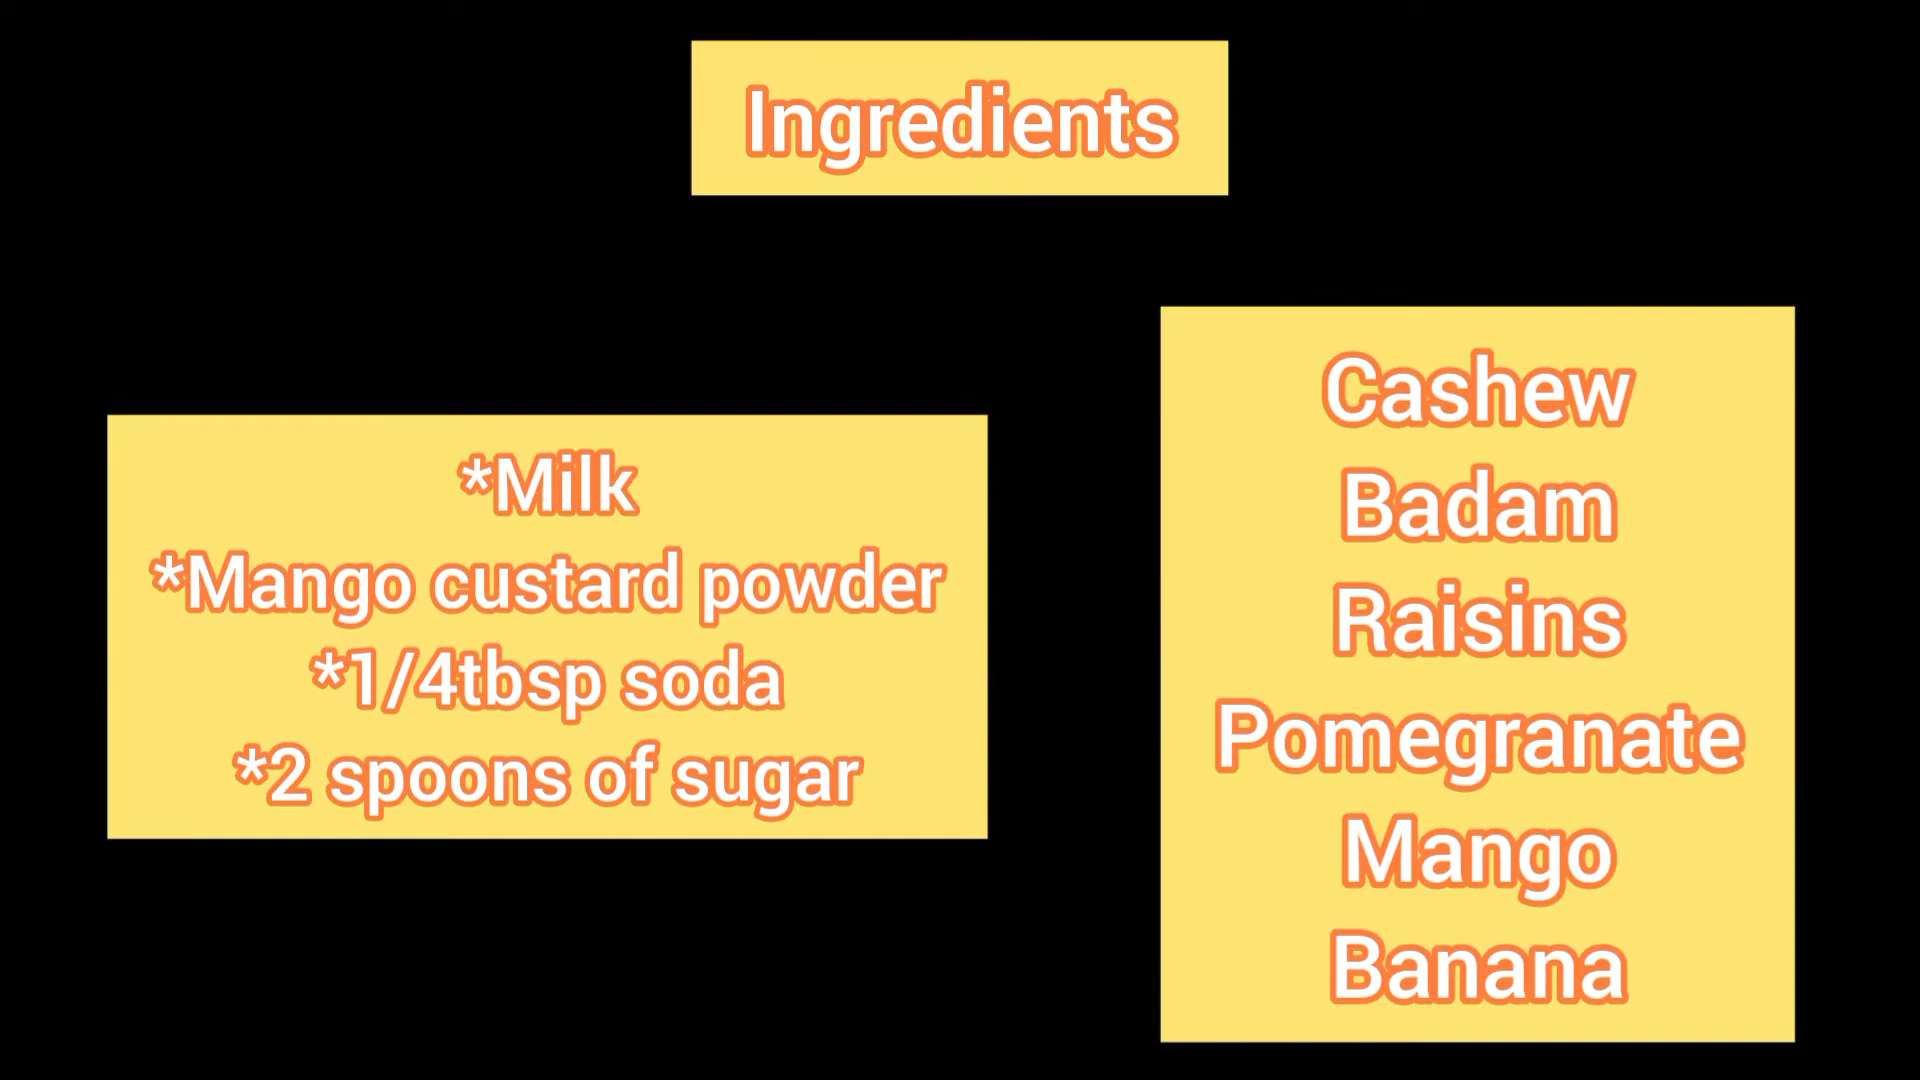 Ingredients
*Milk
*Mango custard powder
*1/4tbsp soda
*2 spoons of sugar
Cashew
Badam
Raisins
Pomegranate
Mango
Banana